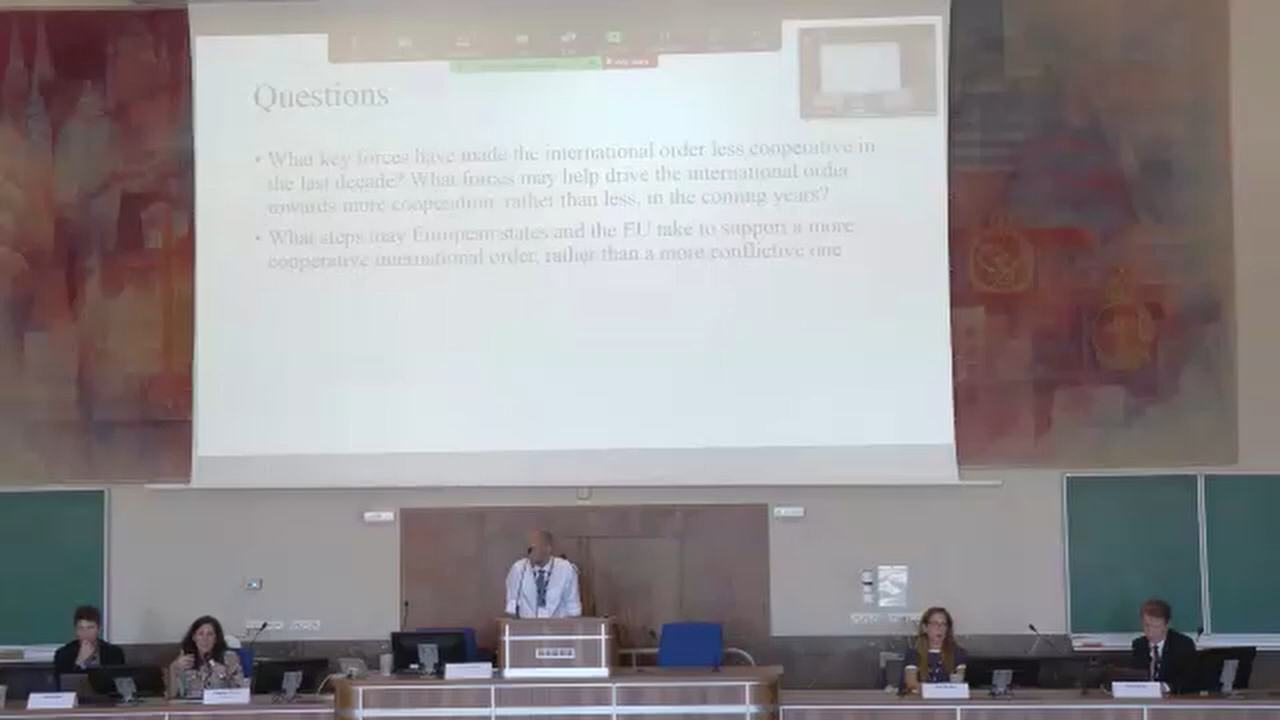 Questions
• What key forces have made the international order less cooperative in
the last decade? What forces may help drive the international order
towards more cooperation, rather than less, in the coming years?
• What steps may European states and the EU take to support a more
cooperative international order, rather than a more conflictive one